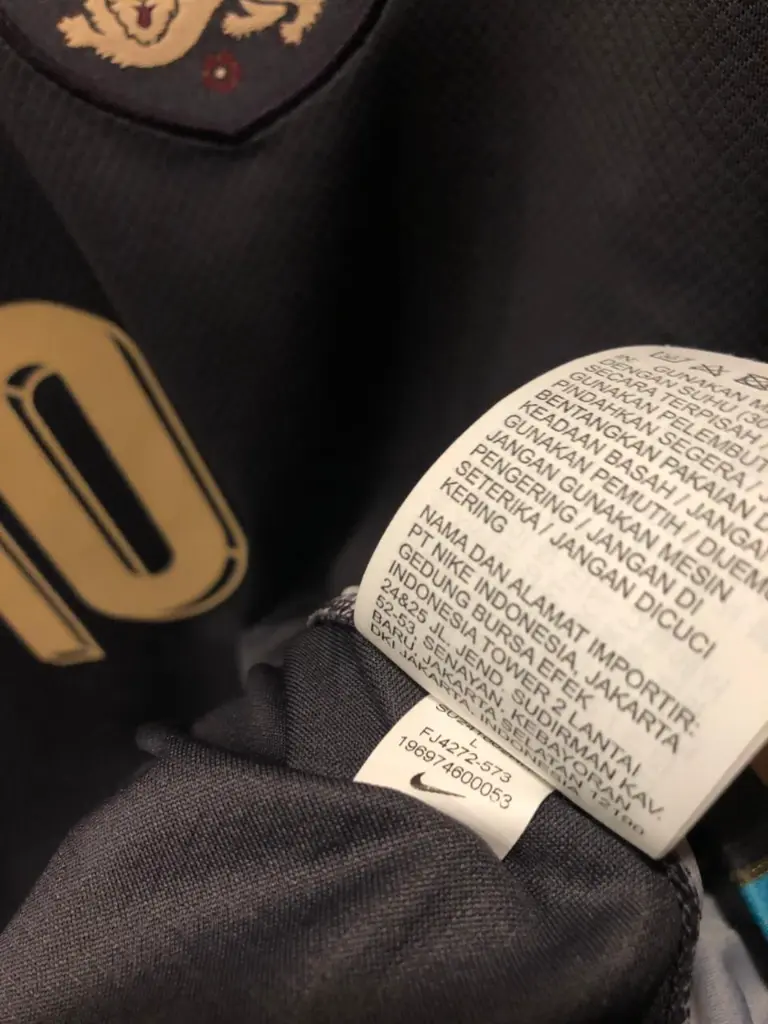 10
IN: GUNAKAN
DENGAN SUHU (30
SECARA TERPISAH /
GUNAKAN PELEMBUT
PINDAHKAN SEGERA /
BENTANGKAN PAKAIAN D
KEADAAN BASAH / JANGAN
GUNAKAN PEMUTIH / DIJEMU
JANGAN GUNAKAN MESIN
PENGERING / JANGAN DI
SETERIKA / JANGAN DICUCI
KERING
NAMA DAN ALAMAT IMPORTIR:
PT NIKE INDONESIA, JAKARTA
GEDUNG BURSA EFEK
INDONESIA TOWER 2 LANTAI
24&25 JL. JEND. SUDIRMAN KAV.
52-53, SENAYAN, KEBAYORAN
BARU, JAKARTA SELATAN
DKI JAKARTA, 12190
L
FJ4272-573
196974600053